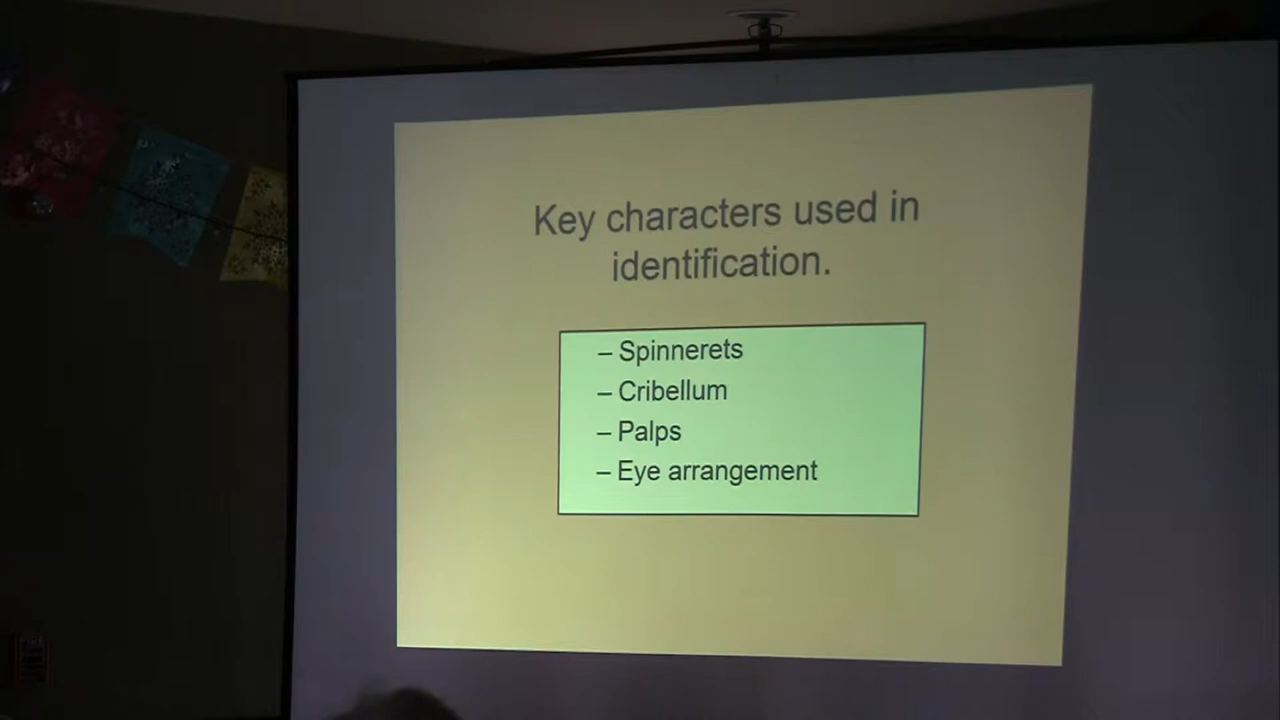 Key characters used in
identification.
– Spinnerets
– Cribellum
– Palps
– Eye arrangement